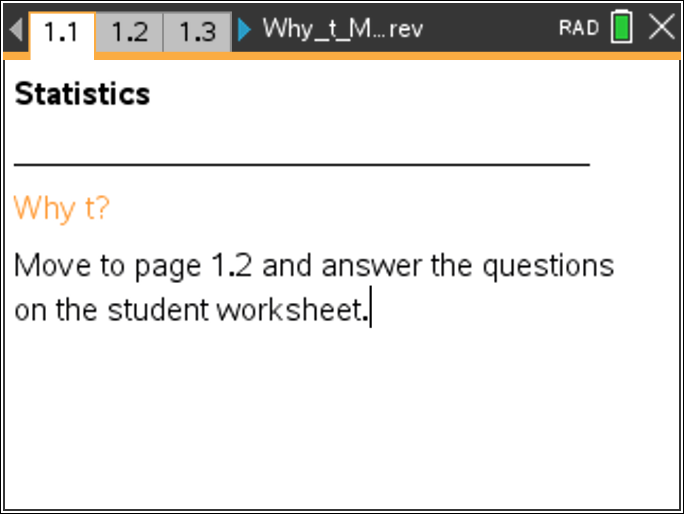 1.1 1.2 1.3 Why_t_M...rev RAD
Statistics
Why t?
Move to page 1.2 and answer the questions
on the student worksheet.